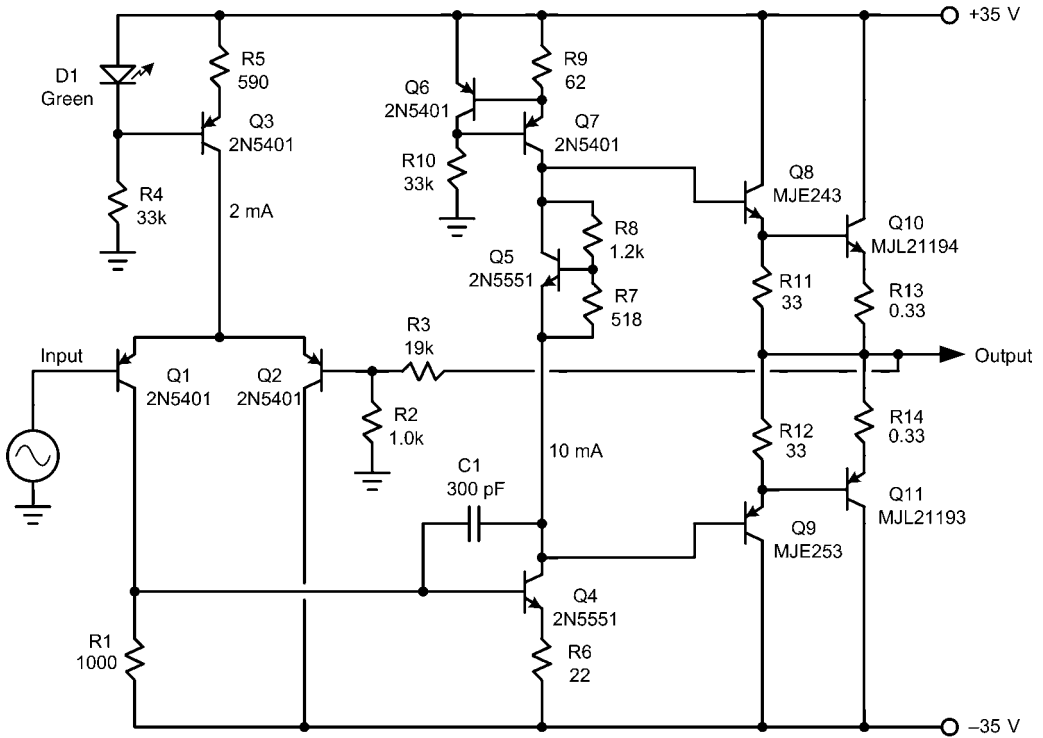 +35 V
D1
Green
R5
590
Q3
2N5401
R4
33k
2 mA
Q6
2N5401
R9
62
Q7
2N5401
R10
33k
Q8
MJE243
Q10
MJL21194
R8
1.2k
Q5
2N5551
R7
518
R11
33
R13
0.33
Input
Q1
2N5401
Q2
2N5401
R3
19k
Output
R2
1.0k
10 mA
R12
33
R14
0.33
C1
300 pF
Q9
MJE253
Q11
MJL21193
Q4
2N5551
R1
1000
R6
22
–35 V